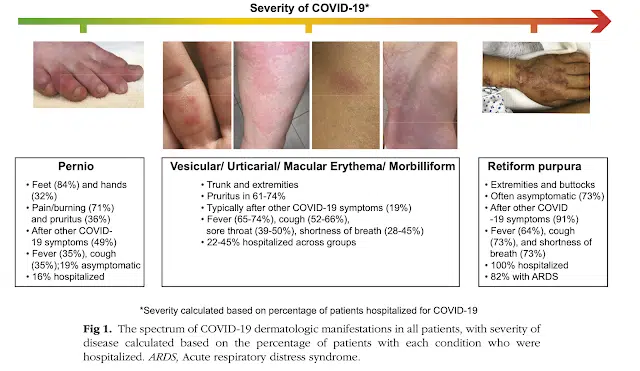 Severity of COVID-19*
Pernio
• Feet (84%) and hands
(32%)
• Pain/burning (71%)
and pruritus (36%)
• After other COVID-
19 symptoms (49%)
• Fever (35%), cough
(35%);19% asymptomatic
• 16% hospitalized
Vesicular/ Urticarial/ Macular Erythema/ Morbilliform
• Trunk and extremities
• Pruritus in 61-74%
• Typically after other COVID-19 symptoms (19%)
• Fever (65-74%), cough (52-66%),
sore throat (39-50%), shortness of breath (28-45%)
• 22-45% hospitalized across groups
Retiform purpura
• Extremities and buttocks
• Often asymptomatic (73%)
• After other COVID
-19 symptoms (91%)
• Fever (64%), cough
(73%), and shortness of
breath (73%)
• 100% hospitalized
• 82% with ARDS
*Severity calculated based on percentage of patients hospitalized for COVID-19
Fig 1. The spectrum of COVID-19 dermatologic manifestations in all patients, with severity of
disease calculated based on the percentage of patients with each condition who were
hospitalized. ARDS, Acute respiratory distress syndrome.